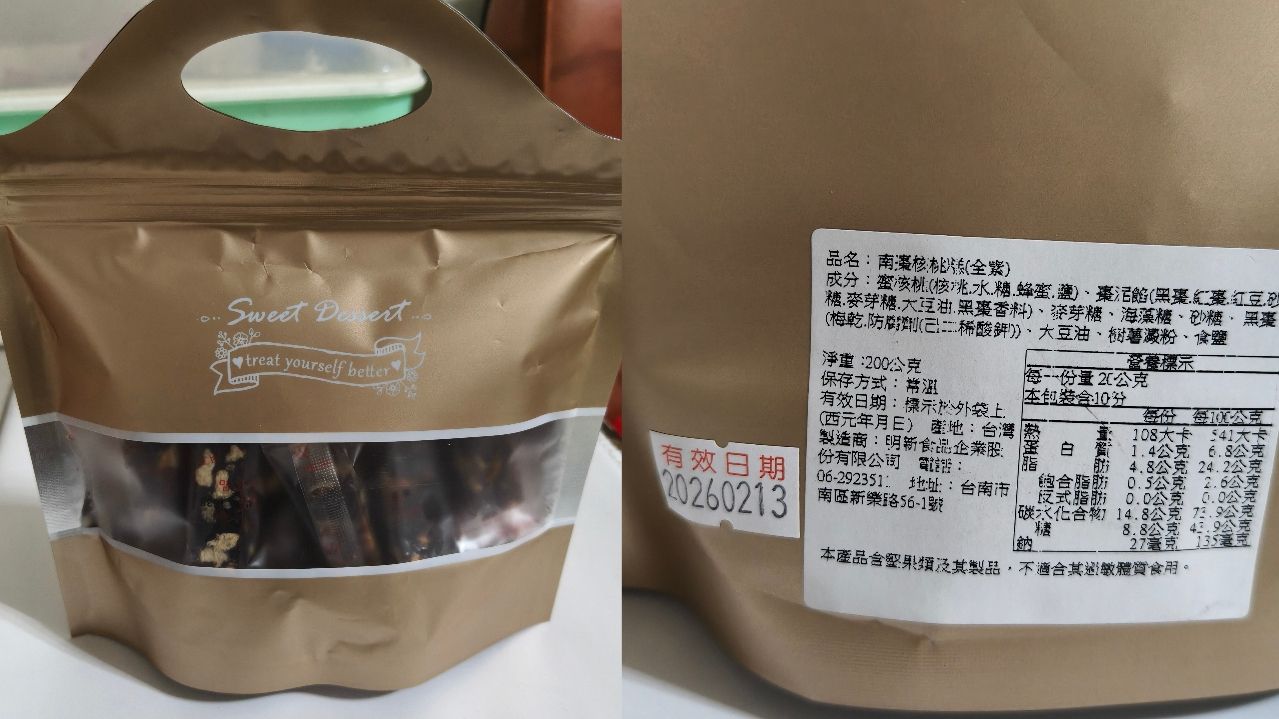 Sweet Dessert
treat yourself better
有效日期
20260213
品名：南棗核桃糕(全素)
成分：蜜核桃(核桃.水.糖.蜂蜜.鹽)、棗泥餡(黑棗.紅棗.紅豆.砂
糖.麥芽糖.大豆油.黑棗香料)、麥芽糖、海藻糖、砂糖、黑棗
(梅乾.防腐劑(己二稀酸鉀))、大豆油、樹薯澱粉、食鹽
淨重:200公克
保存方式：常溫
有效日期：標示於外袋上
(西元年月日) 產地：台灣
製造商：明新食品企業股
份有限公司 電話：
06-292351: 地址：台南市
南區新樂路56-1號
營養標示
每一份量 20公克
本包裝含10分
每份 每100公克
熱量 108大卡 541大卡
蛋白質 1.4公克 6.8公克
脂肪 4.8公克 24.2公克
飽合脂肪 0.5公克 2.6公克
反式脂肪 0.0公克 0.0公克
碳水化合物 14.8公克 73.9公克
糖 8.8公克 43.9公克
鈉 27毫克 135毫克
本產品含堅果類及其製品，不適合其過敏體質食用。